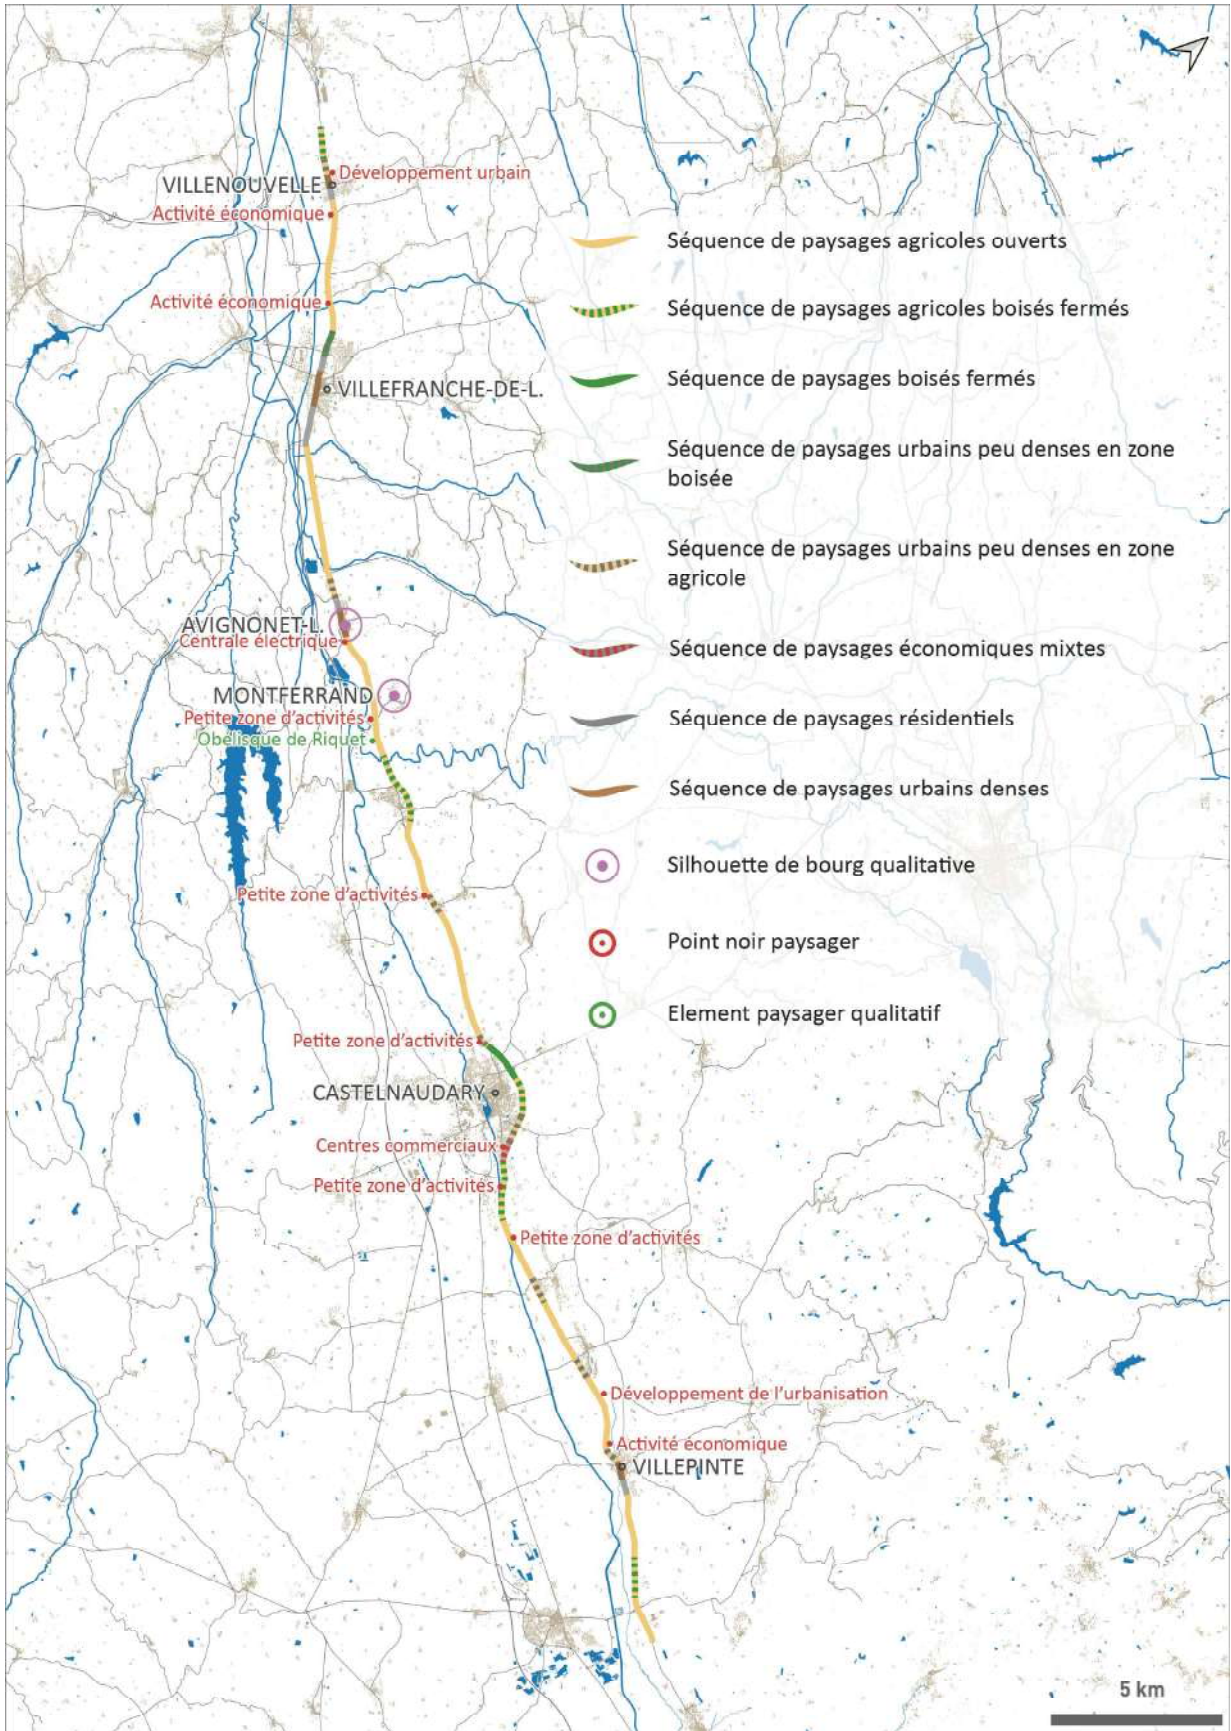 Développement urbain
VILLENOUVELLE
Activité économique
Activité économique
VILLEFRANCHE-DE-L.
AVIGNONET-L.
Centrale électrique
MONTFERRAND
Petite zone d'activités
Obélisque de Riquet
Petite zone d'activités
Petite zone d'activités
CASTELNAUDARY
Centres commerciaux
Petite zone d'activités
Petite zone d'activités
Développement de l'urbanisation
Activité économique
VILLEPINTE
Séquence de paysages agricoles ouverts
Séquence de paysages agricoles boisés fermés
Séquence de paysages boisés fermés
Séquence de paysages urbains peu denses en zone
boisée
Séquence de paysages urbains peu denses en zone
agricole
Séquence de paysages économiques mixtes
Séquence de paysages résidentiels
Séquence de paysages urbains denses
Silhouette de bourg qualitative
Point noir paysager
Element paysager qualitatif
5 km